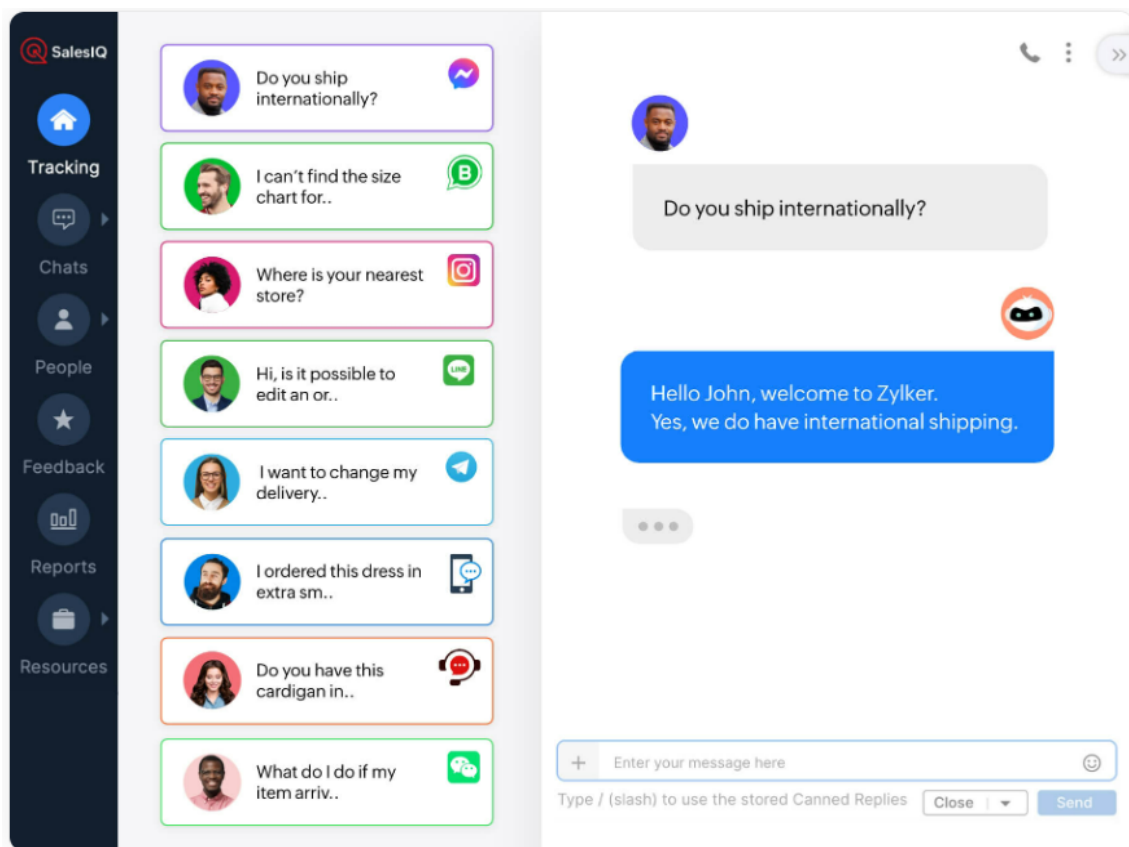 SalesIQ
Tracking
Chats
People
Feedback
Reports
Resources
Do you ship
internationally?
I can't find the size
chart for..
B
Where is your nearest
store?
Hi, is it possible to
edit an or..
LINE
I want to change my
delivery..
I ordered this dress in
extra sm..
Do you have this
cardigan in..
What do I do if my
item arriv..
Do you ship internationally?
Hello John, welcome to Zylker.
Yes, we do have international shipping.
Enter your message here
Type / (slash) to use the stored Canned Replies
Close
Send